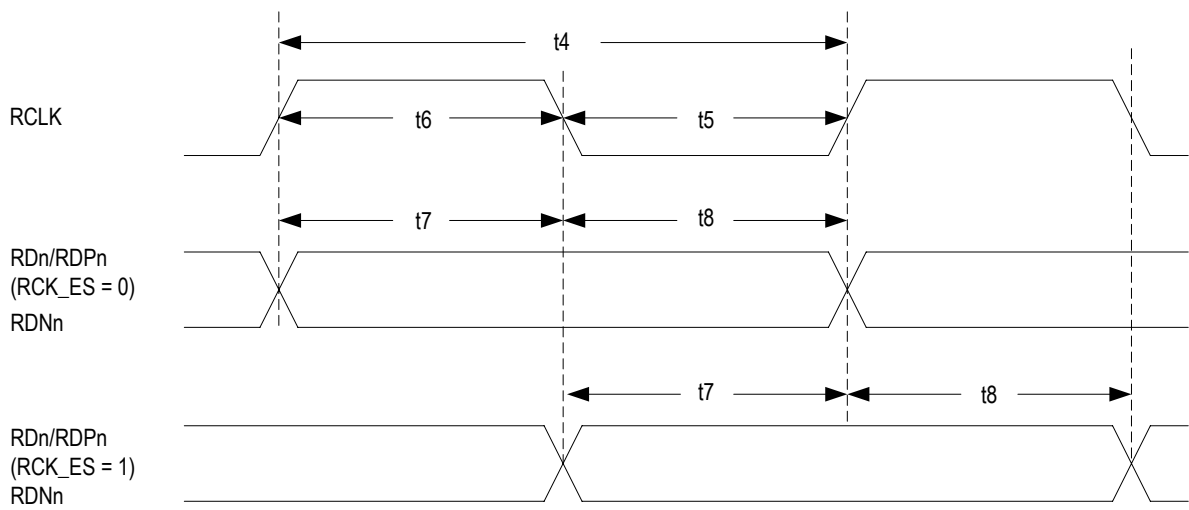 t4
RCLK
t6
t5
t7
t8
RDn/RDPn
(RCK_ES = 0)
RDNn
t7
t8
RDn/RDPn
(RCK_ES = 1)
RDNn